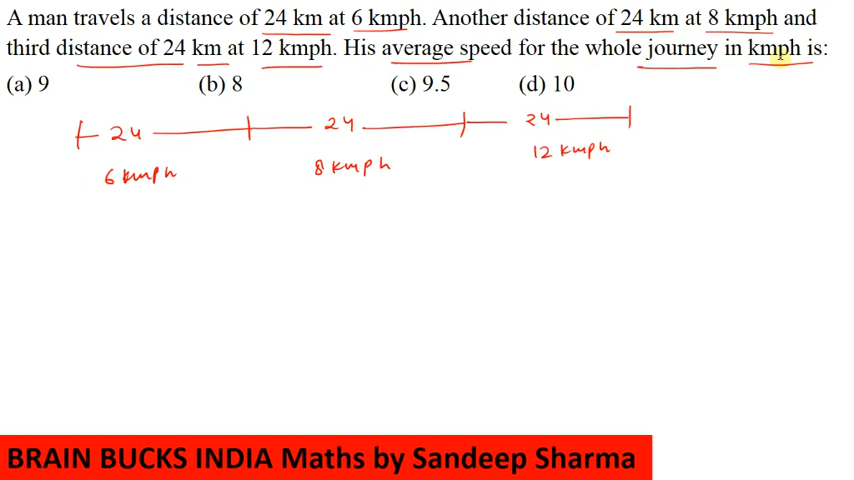 A man travels a distance of 24 km at 6 kmph. Another distance of 24 km at 8 kmph and
third distance of 24 km at 12 kmph. His average speed for the whole journey in kmph is:
(a) 9 (b) 8 (c) 9.5 (d) 10
24 24 24
6 kmph 8 kmph 12 kmph
BRAIN BUCKS INDIA Maths by Sandeep Sharma